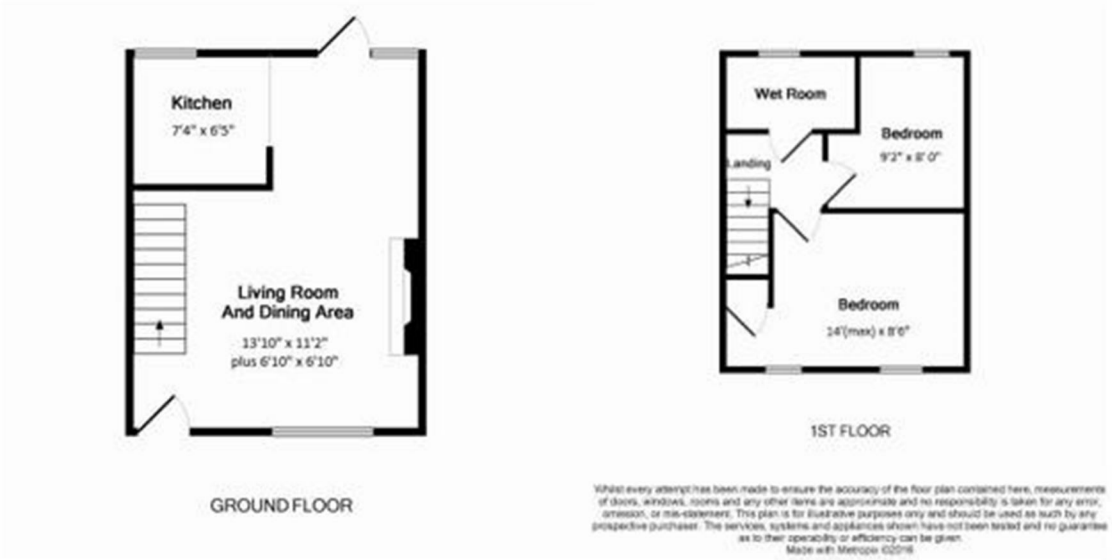 Kitchen
7'4" x 6'5"
Living Room
And Dining Area
13'10" x 11'2"
plus 6'10" x 6'10"
GROUND FLOOR
Wet Room
Bedroom
9'2" x 8' 0"
Landing
Bedroom
14'(max) x 8'6"
1ST FLOOR
Whilst every attempt has been made to ensure the accuracy of the floor plan contained here, measurements
of doors, windows, rooms and any other items are approximate and no responsibility is taken for any error,
omission, or mis-statement. This plan is for illustrative purposes only and should be used as such by any
prospective purchaser. The services, systems and appliances shown have not been tested and no guarantee
as to their operability or efficiency can be given
Made with Metropix ©2016